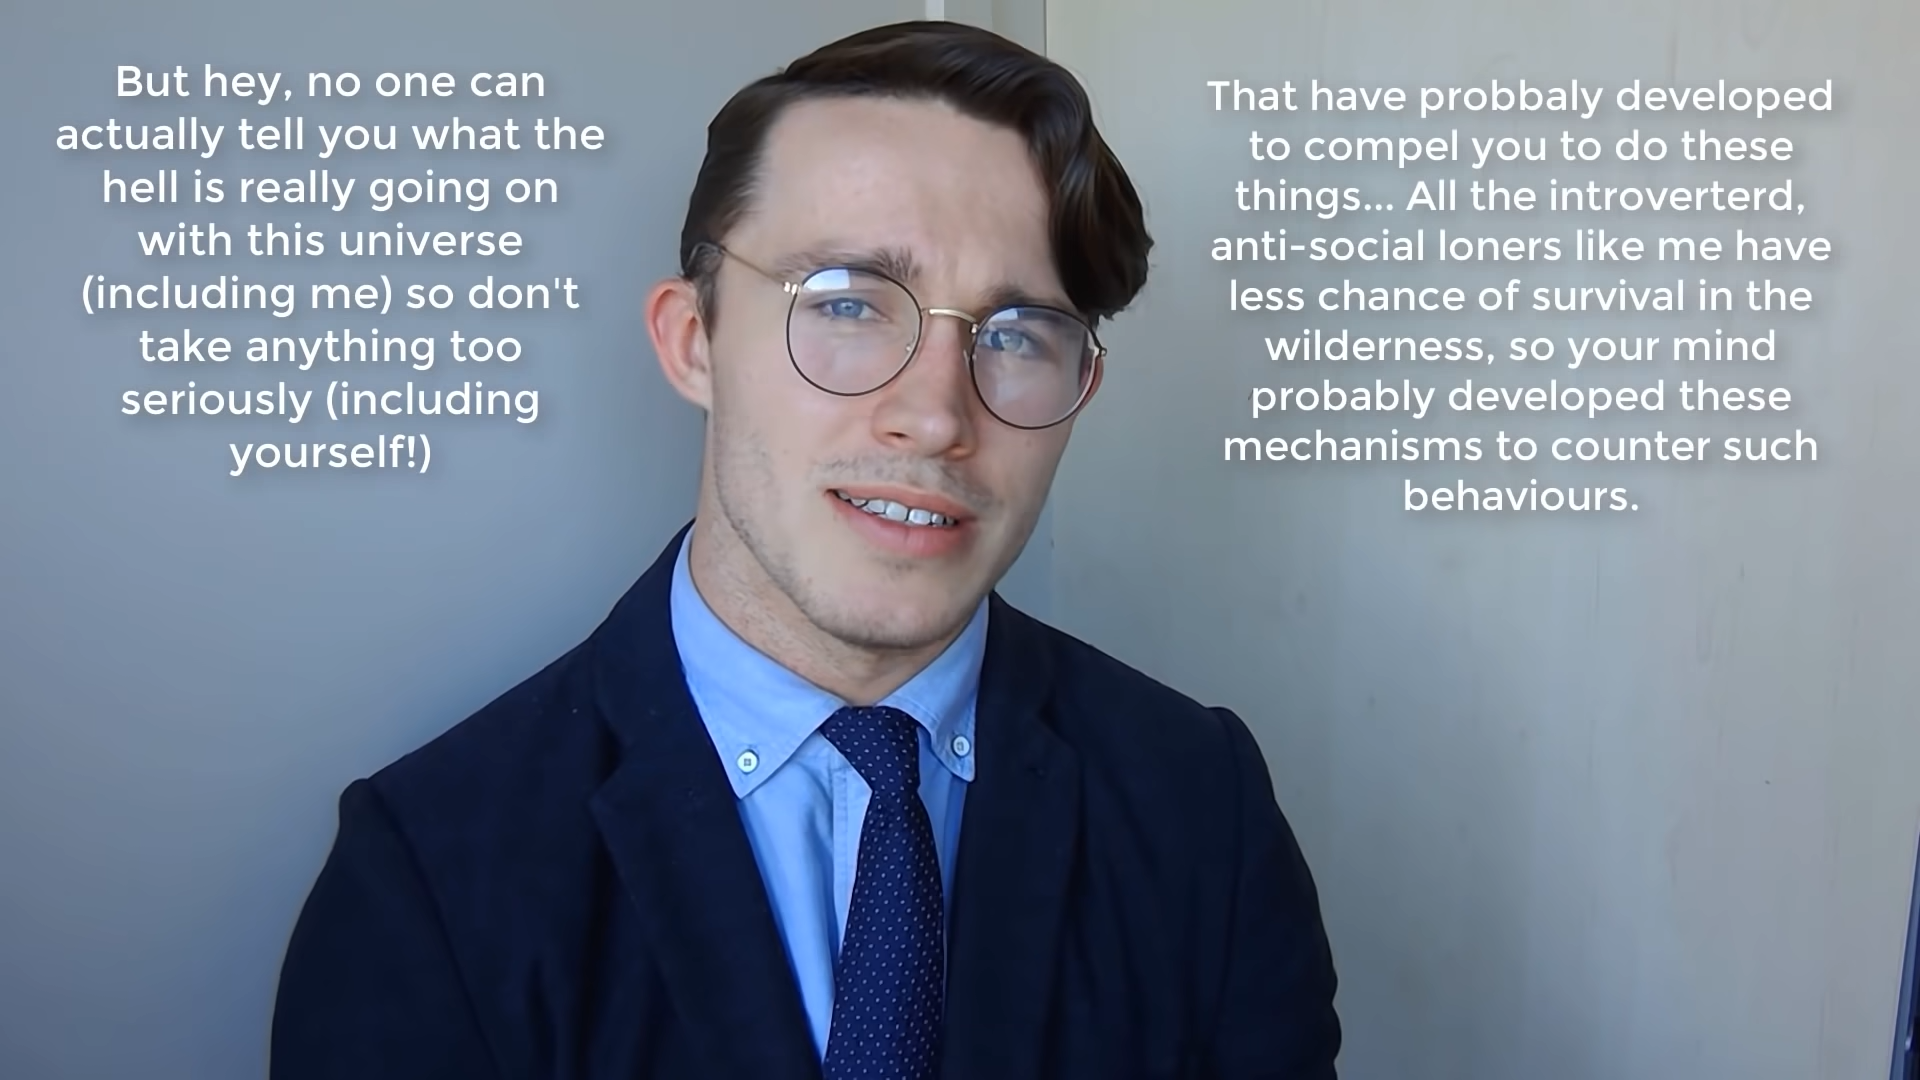 But hey, no one can
actually tell you what the
hell is really going on
with this universe
(including me) so don't
take anything too
seriously (including
yourself!)
That have probbaly developed
to compel you to do these
things... All the introverterd,
anti-social loners like me have
less chance of survival in the
wilderness, so your mind
probably developed these
mechanisms to counter such
behaviours.